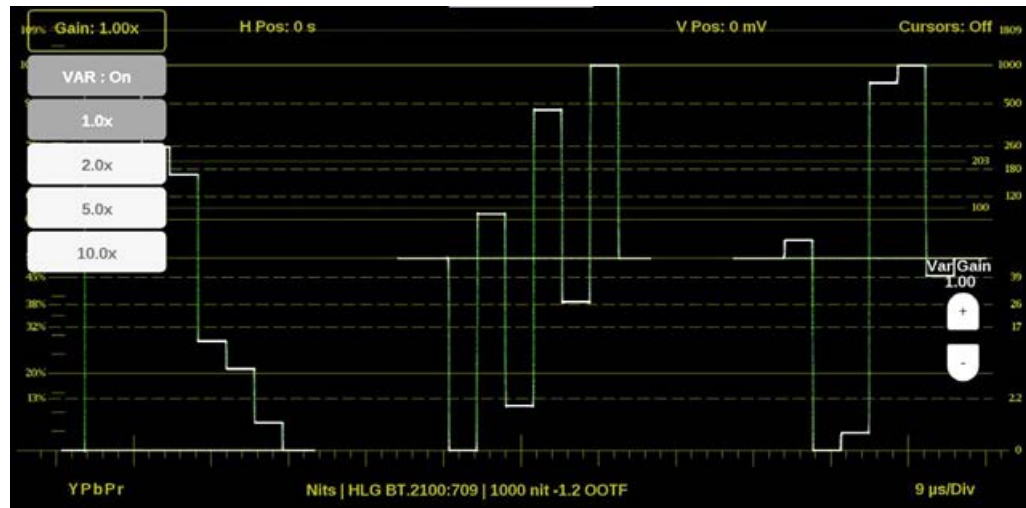 Gain: 1.00x H Pos: 0 s V Pos: 0 mV Cursors: Off
109% 1809
VAR : On
1000
1.0x
500
260
2.0x
203
180
120
5.0x
100
10.0x
Var Gain
1.00
45% 39
38% 26
+
32% 17
-
20%
13% 2.2
0
YPbPr Nits | HLG BT.2100:709 | 1000 nit -1.2 OOTF 9 µs/Div